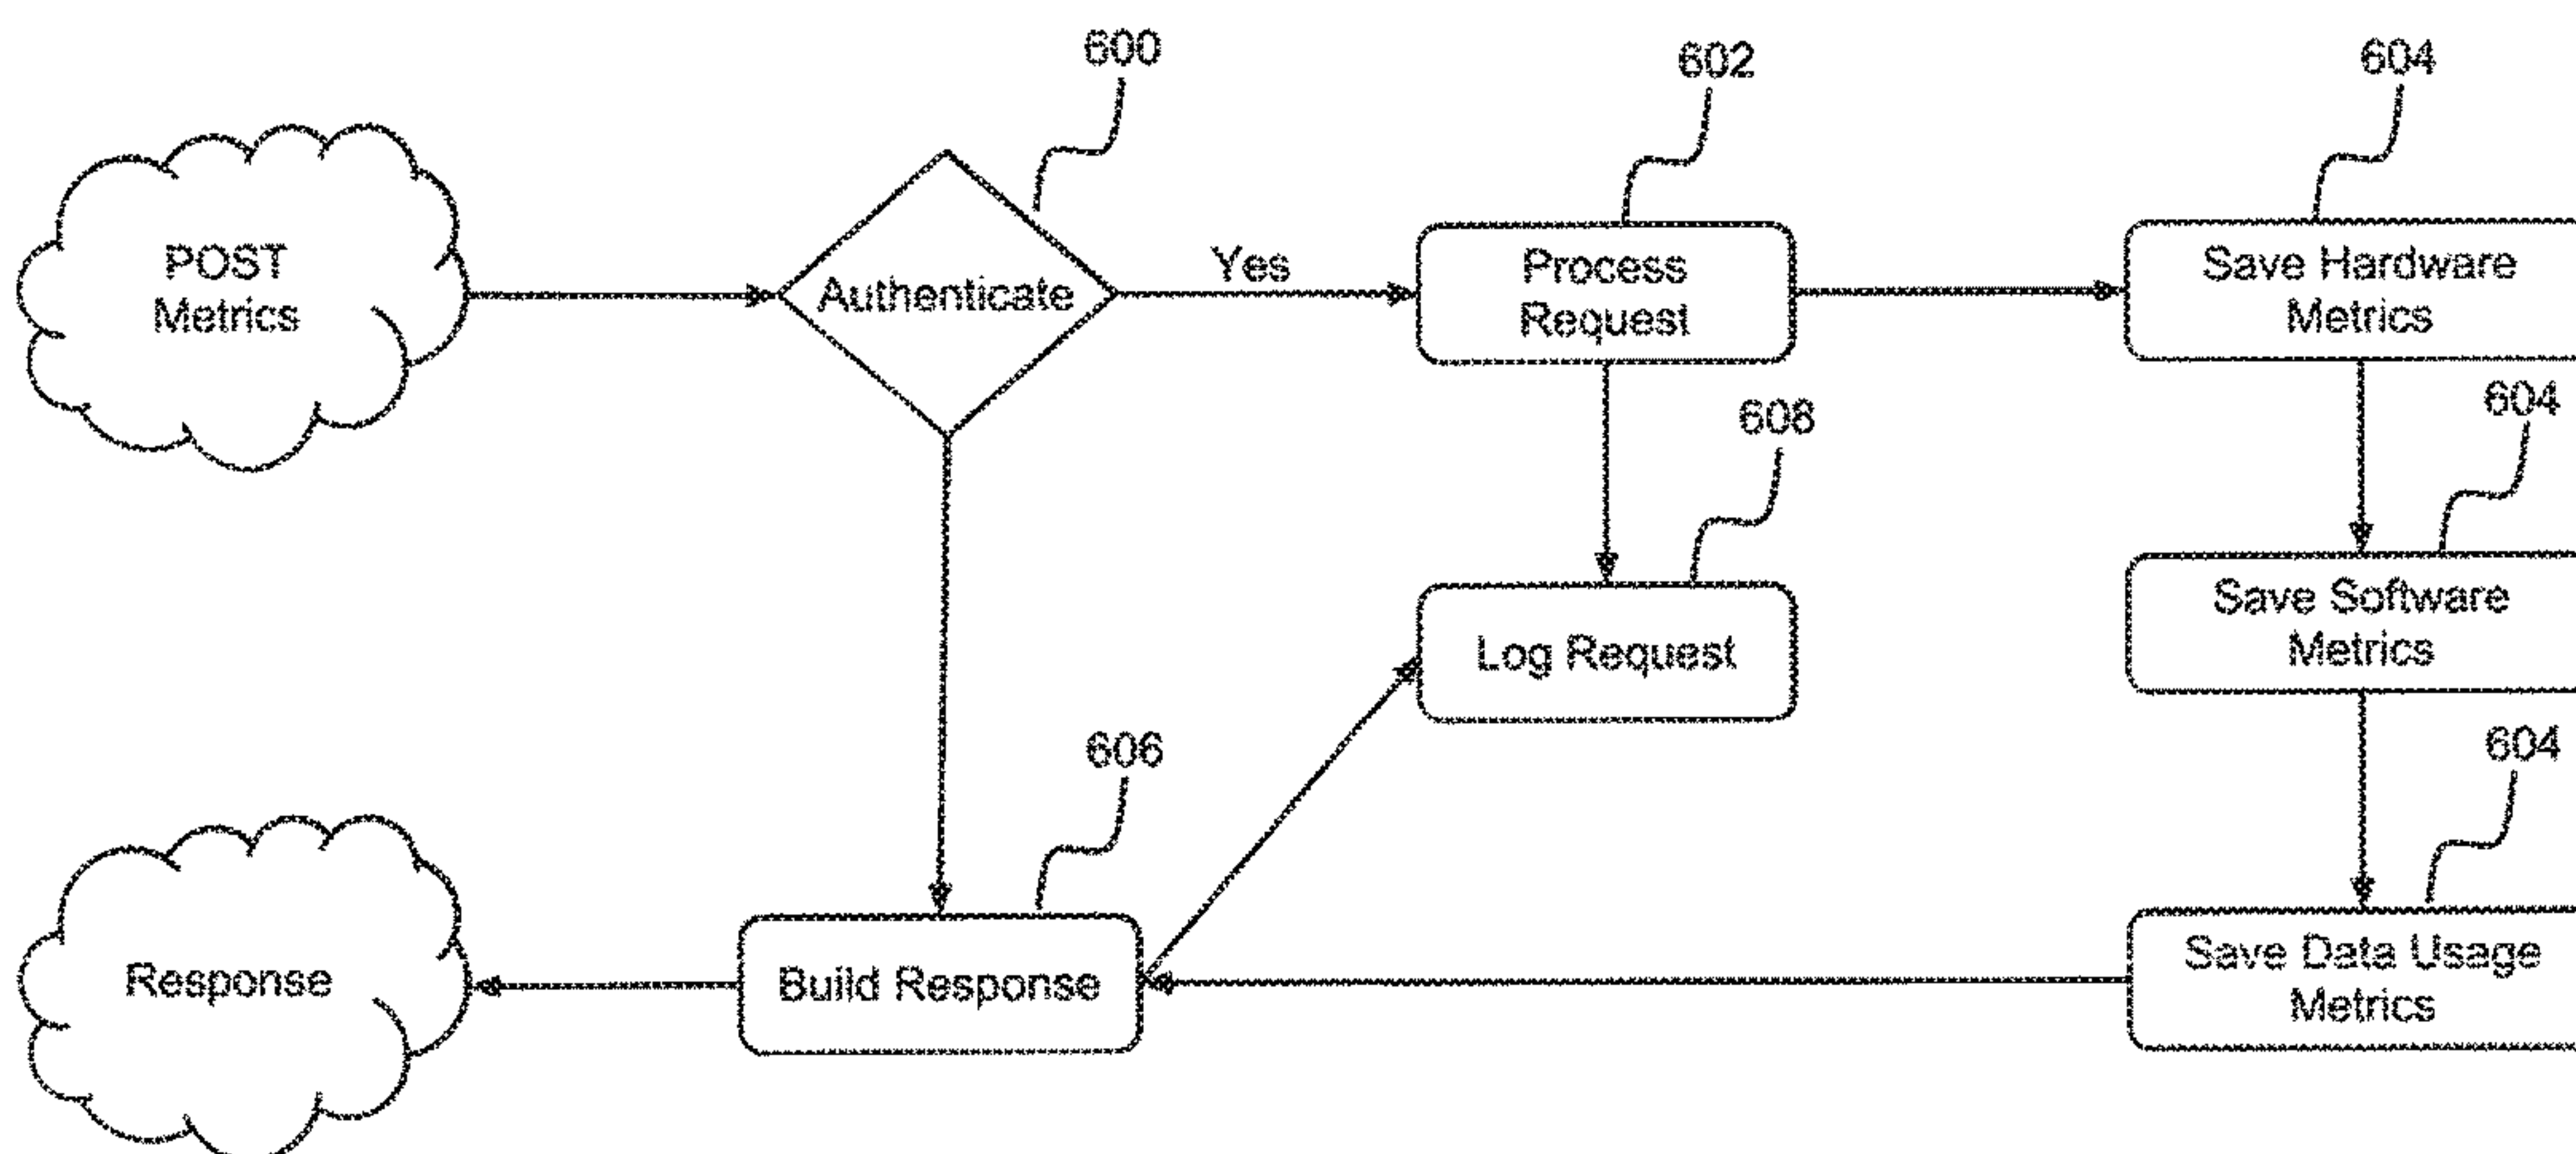 600
602
604
POST
Metrics
Authenticate
Yes
Process
Request
Save Hardware
Metrics
608
604
Log Request
Save Software
Metrics
606
604
Response
Build Response
Save Data Usage
Metrics